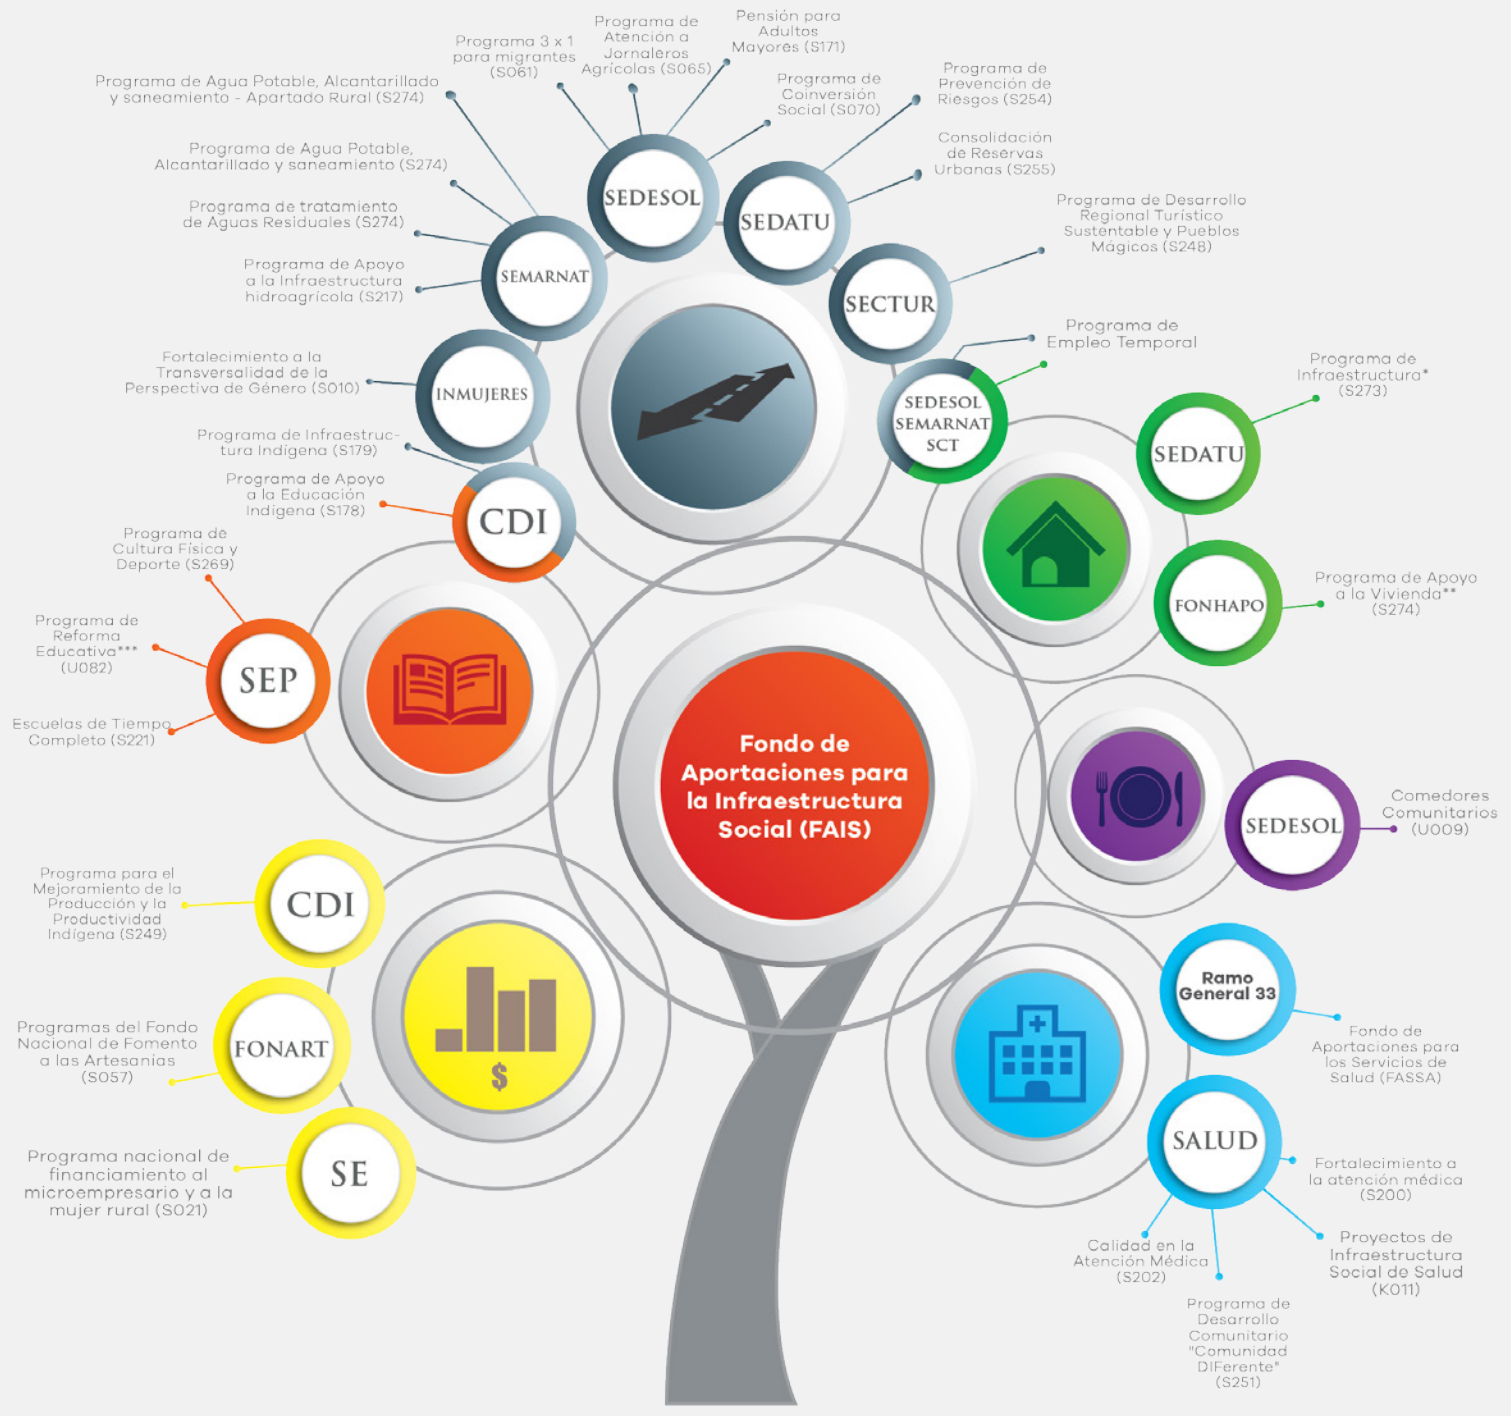 Programa de Agua Potable, Alcantarillado
y saneamiento - Apartado Rural (S274)
Programa 3 x 1
para migrantes
(S061)
Programa de
Atención a
Jornaleros
Agrícolas (S065)
Pensión para
Adultos
Mayores (S171)
Programa de
Coinversión
Social (S070)
Programa de
Prevención de
Riesgos (S254)
Consolidación
de Reservas
Urbanas (S255)
Programa de Agua Potable,
Alcantarillado y saneamiento (S274)
Programa de tratamiento
de Aguas Residuales (S274)
Programa de Apoyo
a la Infraestructura
hidroagrícola (S217)
SEDESOL
SEDATU
SEMARNAT
SECTUR
Programa de Desarrollo
Regional Turístico
Sustentable y Pueblos
Mágicos (S248)
Programa de
Empleo Temporal
SEDESOL
SEMARNAT
SCT
Fortalecimiento a la
Transversalidad de la
Perspectiva de Género (S010)
INMUJERES
Programa de Infraestruc-
tura Indígena (S179)
Programa de Apoyo
a la Educación
Indígena (S178)
CDI
Programa de
Infraestructura*
(S273)
SEDATU
FONHAPO
Programa de Apoyo
a la Vivienda**
(S274)
Programa de
Cultura Física y
Deporte (S269)
Programa de
Reforma
Educativa***
(U082)
Escuelas de Tiempo
Completo (S221)
SEP
Fondo de
Aportaciones para
la Infraestructura
Social (FAIS)
SEDESOL
Comedores
Comunitarios
(U009)
Programa para el
Mejoramiento de la
Producción y la
Productividad
Indígena (S249)
CDI
Programas del Fondo
Nacional de Fomento
a las Artesanías
(S057)
FONART
Programa nacional de
financiamiento al
microempresario y a la
mujer rural (S021)
SE
$
Ramo
General 33
Fondo de
Aportaciones para
los Servicios de
Salud (FASSA)
SALUD
Fortalecimiento a
la atención médica
(S200)
Proyectos de
Infraestructura
Social de Salud
(K011)
Calidad en la
Atención Médica
(S202)
Programa de
Desarrollo
Comunitario
"Comunidad
DIFerente"
(S251)